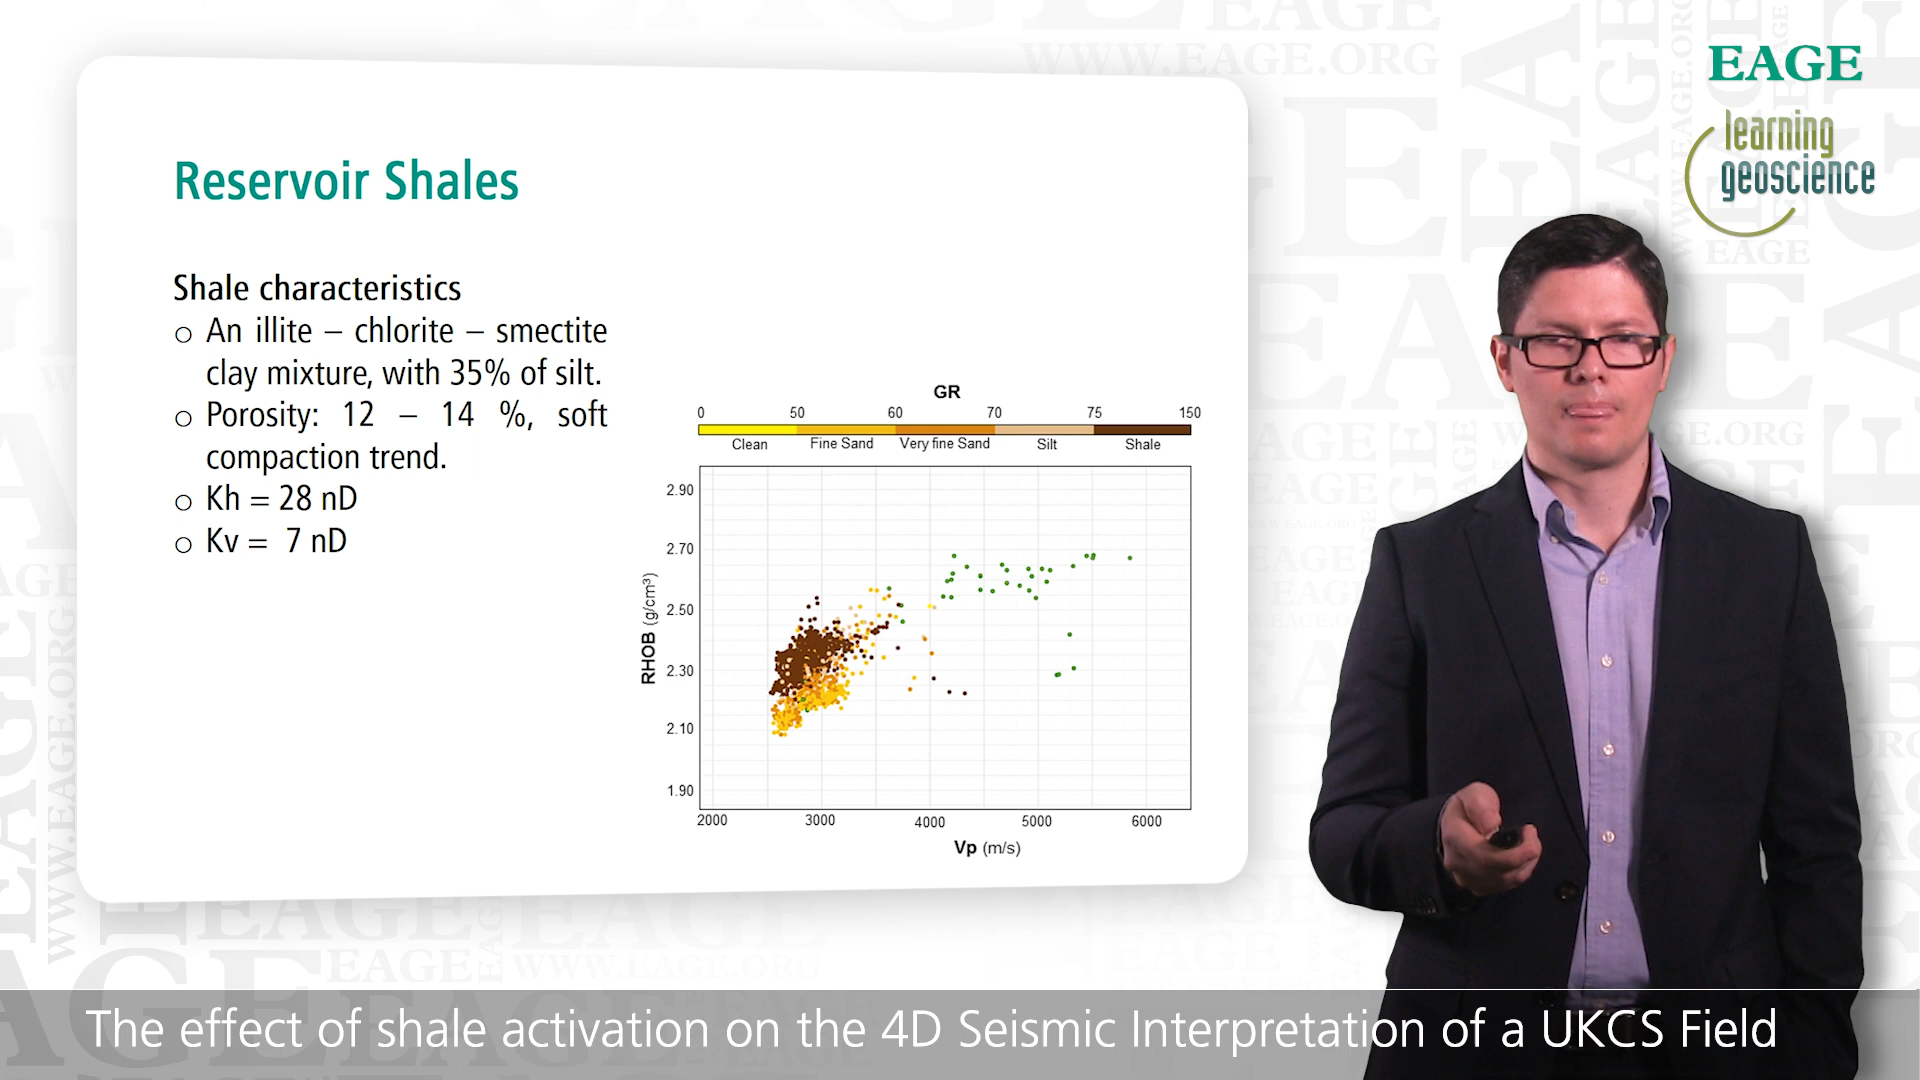 EAGE
learning
geoscience
Reservoir Shales
Shale characteristics
o An illite – chlorite – smectite
clay mixture, with 35% of silt.
o Porosity: 12 – 14 %, soft
compaction trend.
o Kh = 28 nD
o Kv = 7 nD
GR
0 50 60 70 75 150
Clean Fine Sand Very fine Sand Silt Shale
RHOB (g/cm³)
2.90
2.70
2.50
2.30
2.10
1.90
2000 3000 4000 5000 6000
Vp (m/s)
The effect of shale activation on the 4D Seismic Interpretation of a UKCS Field